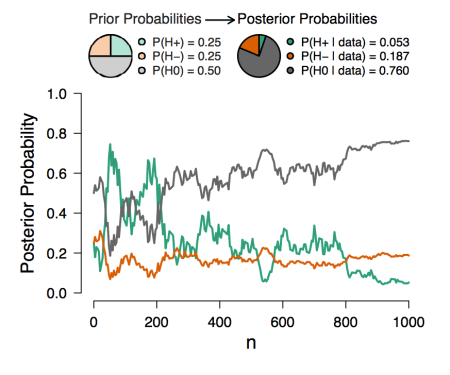 Prior Probabilities → Posterior Probabilities
P(H+) = 0.25 P(H+ | data) = 0.053
P(H−) = 0.25 P(H− | data) = 0.187
P(H0) = 0.50 P(H0 | data) = 0.760
Posterior Probability
1.0
0.8
0.6
0.4
0.2
0.0
0 200 400 600 800 1000
n